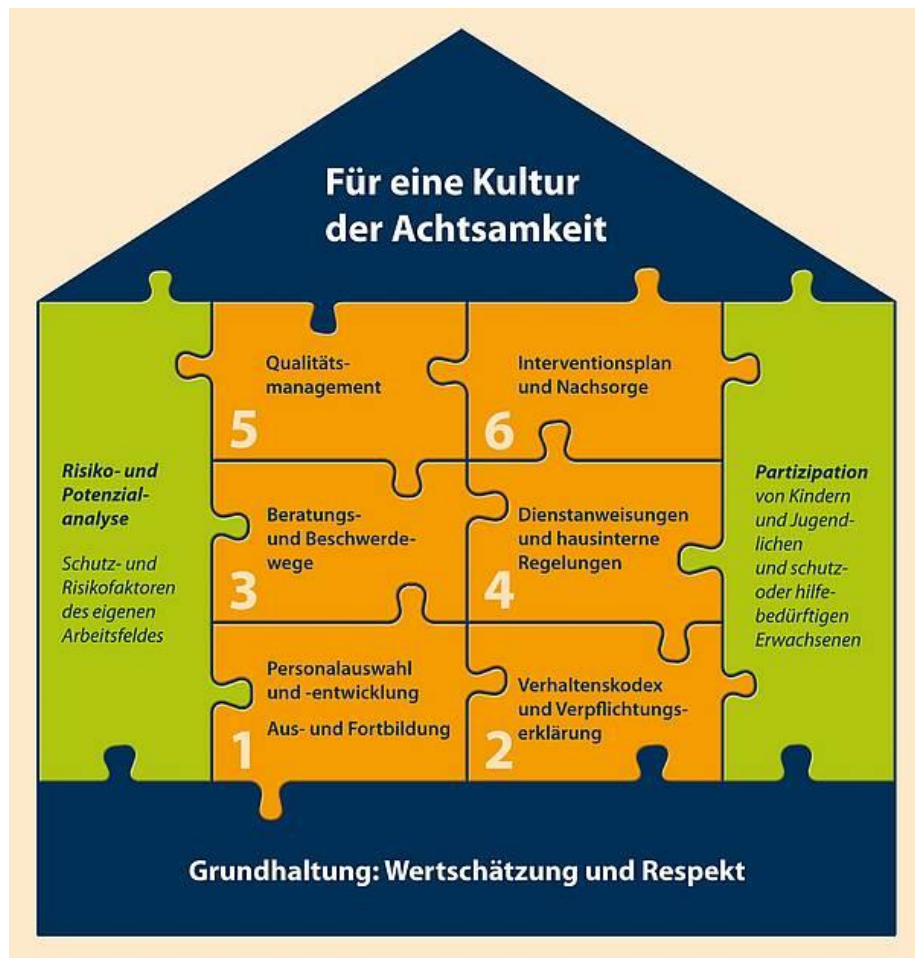 Für eine Kultur
der Achtsamkeit
Risiko- und
Potenzial-
analyse
Schutz- und
Risikofaktoren
des eigenen
Arbeitsfeldes
Qualitäts-
management
5
Interventionsplan
und Nachsorge
6
Beratungs-
und Beschwerde-
wege
3
Dienstanweisungen
und hausinterne
Regelungen
4
Personalauswahl
und -entwicklung
Aus- und Fortbildung
1
Verhaltenskodex
und Verpflichtungs-
erklärung
2
Partizipation
von Kindern
und Jugend-
lichen
und schutz-
oder hilfe-
bedürftigen
Erwachsenen
Grundhaltung: Wertschätzung und Respekt